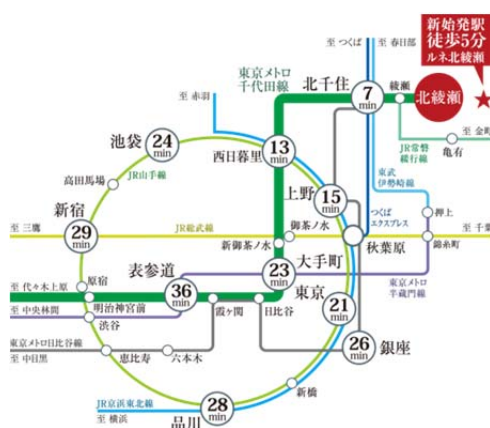 新始発駅
徒歩5分
ルネ北綾瀬
至 つくば
至 春日部
東京メトロ
千代田線
北千住
7
min
綾瀬
北綾瀬
至 赤羽
至 金町
池袋
24
min
13
min
西日暮里
JR常磐
緩行線
亀有
JR山手線
高田馬場
上野
15
min
東武
伊勢崎線
新宿
29
min
つくば
エクスプレス
押上
至 三鷹
JR総武線
御茶ノ水
新御茶ノ水
秋葉原
錦糸町
至 千葉
表参道
大手町
23
min
原宿
至 代々木上原
36
min
東京
21
min
東京メトロ
半蔵門線
明治神宮前
至 中央林間
渋谷
霞ヶ関
日比谷
東京メトロ日比谷線
至 中目黒
恵比寿
六本木
26
min
銀座
新橋
JR京浜東北線
至 横浜
28
min
品川